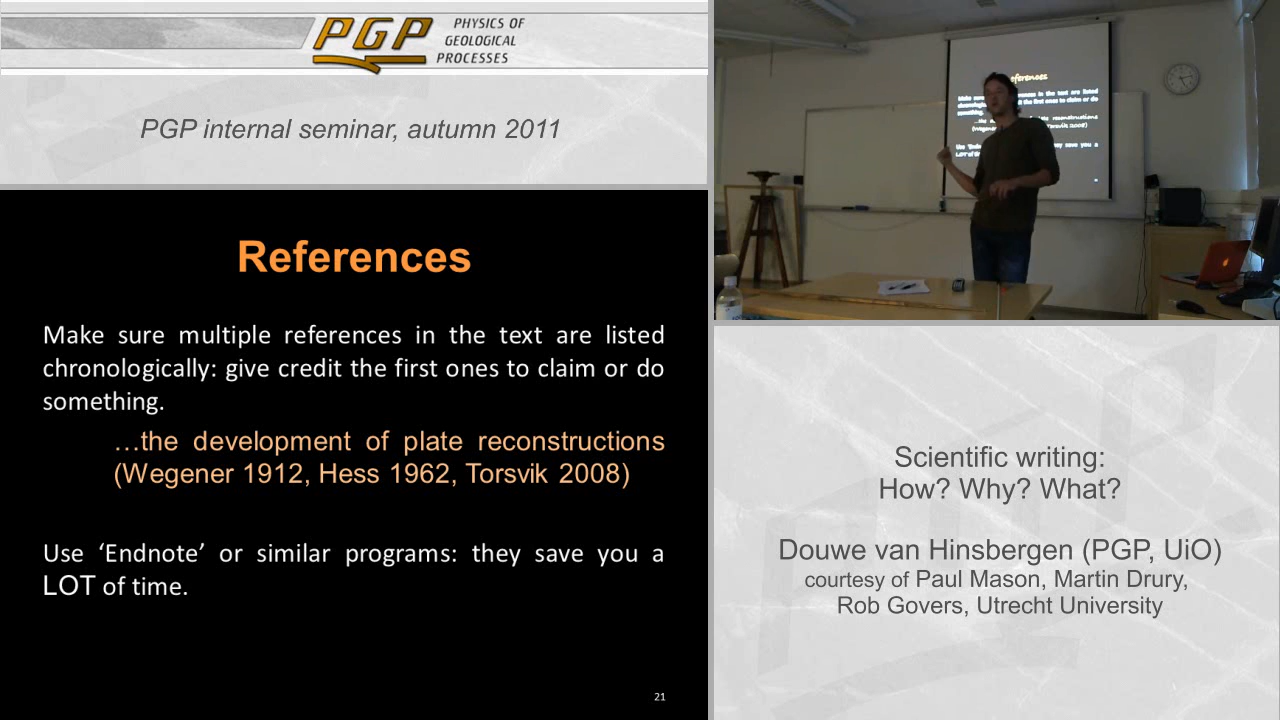 PGP
PHYSICS OF
GEOLOGICAL
PROCESSES
PGP internal seminar, autumn 2011
References
Make sure multiple references in the text are listed
chronologically: give credit the first ones to claim or do
something.
…the development of plate reconstructions
(Wegener 1912, Hess 1962, Torsvik 2008)
Use ‘Endnote’ or similar programs: they save you a
LOT of time.
21
Scientific writing:
How? Why? What?
Douwe van Hinsbergen (PGP, UiO)
courtesy of Paul Mason, Martin Drury,
Rob Govers, Utrecht University